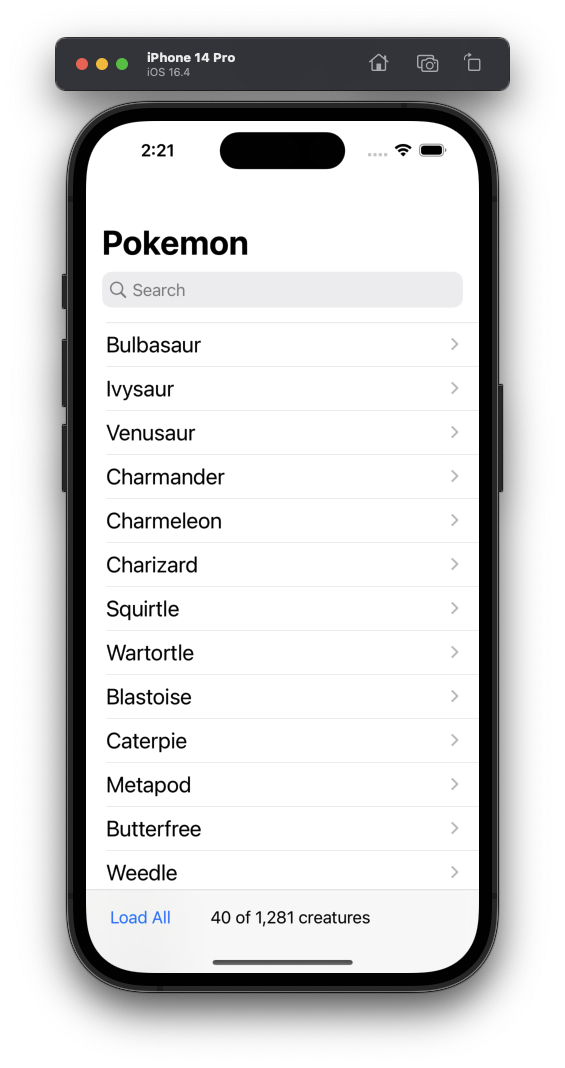 iPhone 14 Pro
iOS 16.4
2:21
Pokemon
Search
Bulbasaur
Ivysaur
Venusaur
Charmander
Charmeleon
Charizard
Squirtle
Wartortle
Blastoise
Caterpie
Metapod
Butterfree
Weedle
Load All 40 of 1,281 creatures